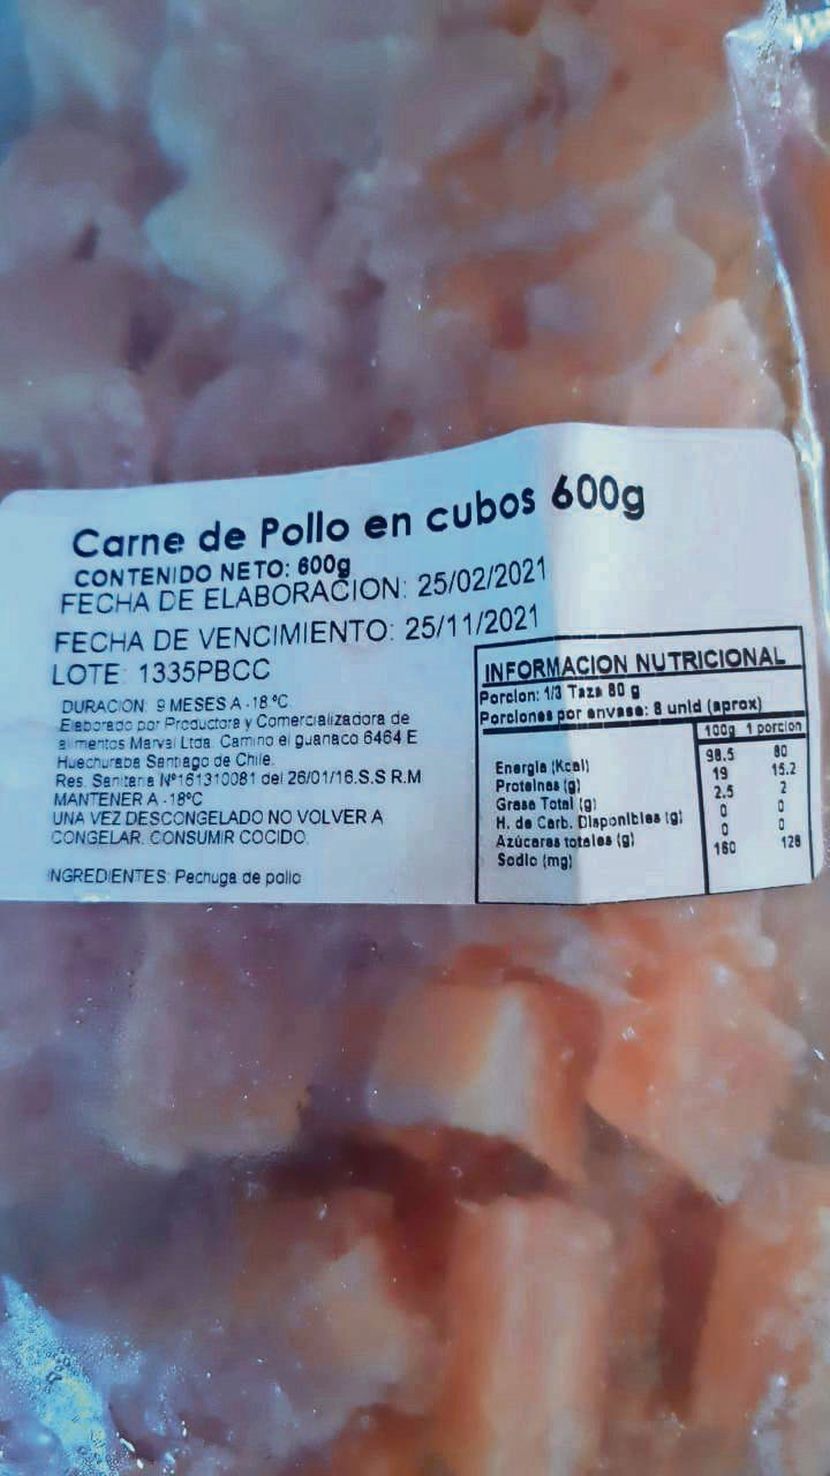 Carne de Pollo en cubos 600g
CONTENIDO NETO: 600g
FECHA DE ELABORACION: 25/02/2021
FECHA DE VENCIMIENTO: 25/11/2021
LOTE: 1335PBCC
DURACION: 9 MESES A -18 °C.
Elaborado por Productora y Comercializadora de
alimentos Marval Ltda. Camino el guanaco 6464 E
Huechuraba Santiago de Chile.
Res. Sanitaria Nº161310081 del 26/01/16.S.S R.M
MANTENER A -18°C
UNA VEZ DESCONGELADO NO VOLVER A
CONGELAR. CONSUMIR COCIDO.
INGREDIENTES: Pechuga de pollo
INFORMACION NUTRICIONAL
Porcion: 1/3 Taza 80 g
Porciones por envase: 8 unid (aprox)
100g 1 porcion
Energia (Kcal) 98.5 80
Proteinas (g) 19 15.2
Grasa Total (g) 2.5 2
H. de Carb. Disponibles (g) 0 0
Azúcares totales (g) 0 0
Sodio (mg) 160 128